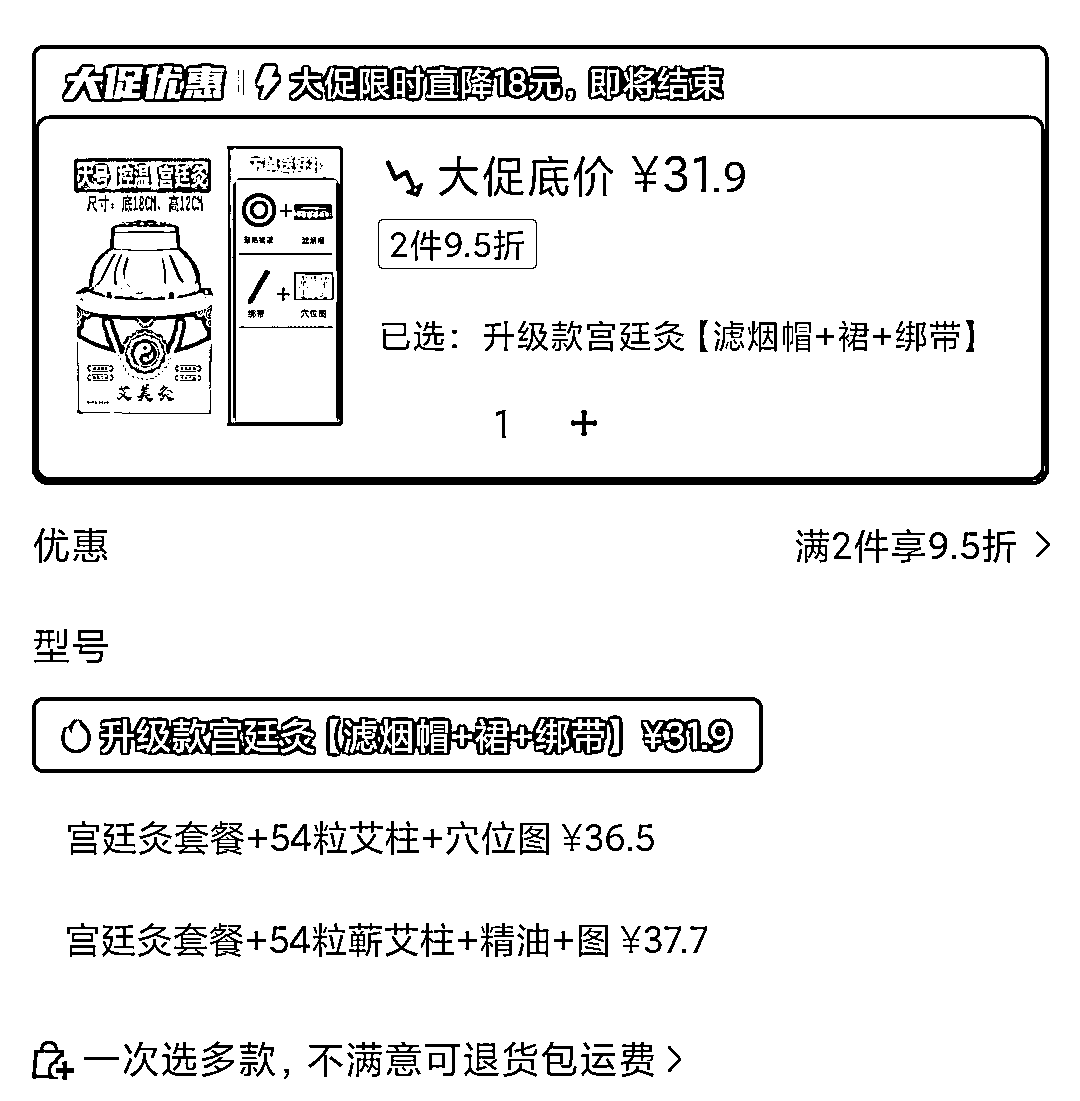 大促优惠 大促限时直降18元，即将结束
大号 控温 宫廷灸
尺寸：底18CM、高12CM
绑带 穴位图
艾美灸
大促底价 ¥31.9
2件9.5折
已选：升级款宫廷灸【滤烟帽+裙+绑带】
1 +
优惠 满2件享9.5折 >
型号
升级款宫廷灸【滤烟帽+裙+绑带】 ¥31.9
宫廷灸套餐+54粒艾柱+穴位图 ¥36.5
宫廷灸套餐+54粒蕲艾柱+精油+图 ¥37.7
一次选多款，不满意可退货包运费 >